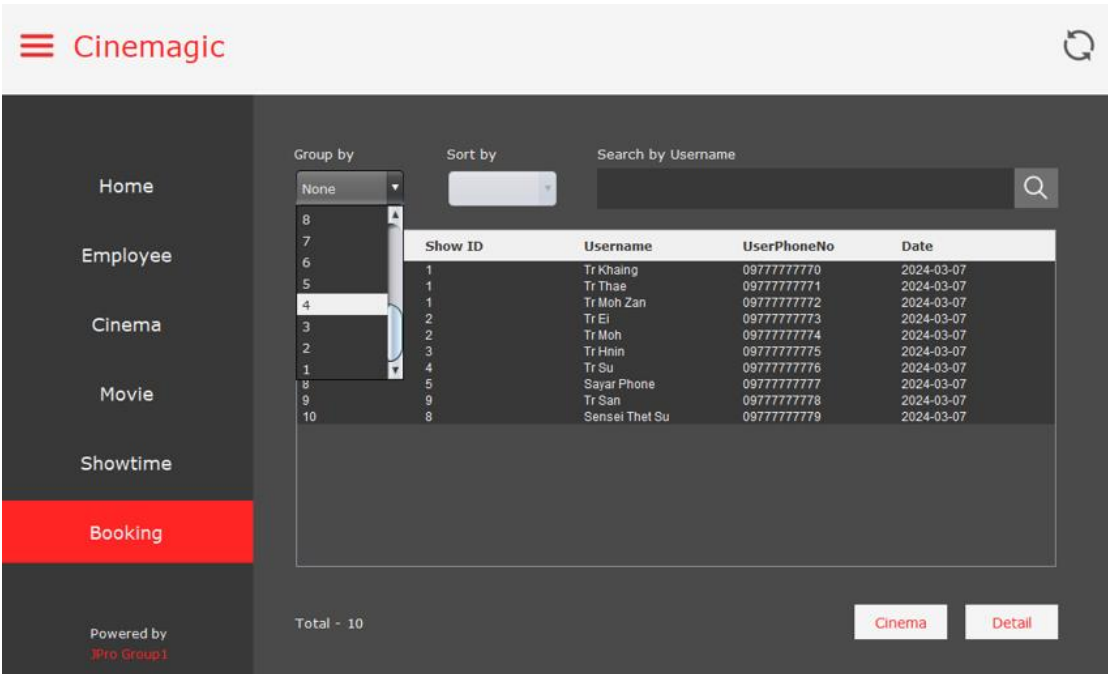 Cinemagic
Group by Sort by Search by Username
None
8
7
6
5
4
3
2
1
Show ID Username UserPhoneNo Date
1 Tr Khaing 09777777770 2024-03-07
1 Tr Thae 09777777771 2024-03-07
1 Tr Moh Zan 09777777772 2024-03-07
2 Tr Ei 09777777773 2024-03-07
2 Tr Moh 09777777774 2024-03-07
3 Tr Hnin 09777777775 2024-03-07
4 Tr Su 09777777776 2024-03-07
8 5 Sayar Phone 09777777777 2024-03-07
9 9 Tr San 09777777778 2024-03-07
10 8 Sensei Thet Su 09777777779 2024-03-07
Home
Employee
Cinema
Movie
Showtime
Booking
Total - 10 Cinema Detail
Powered by
JPro Group1